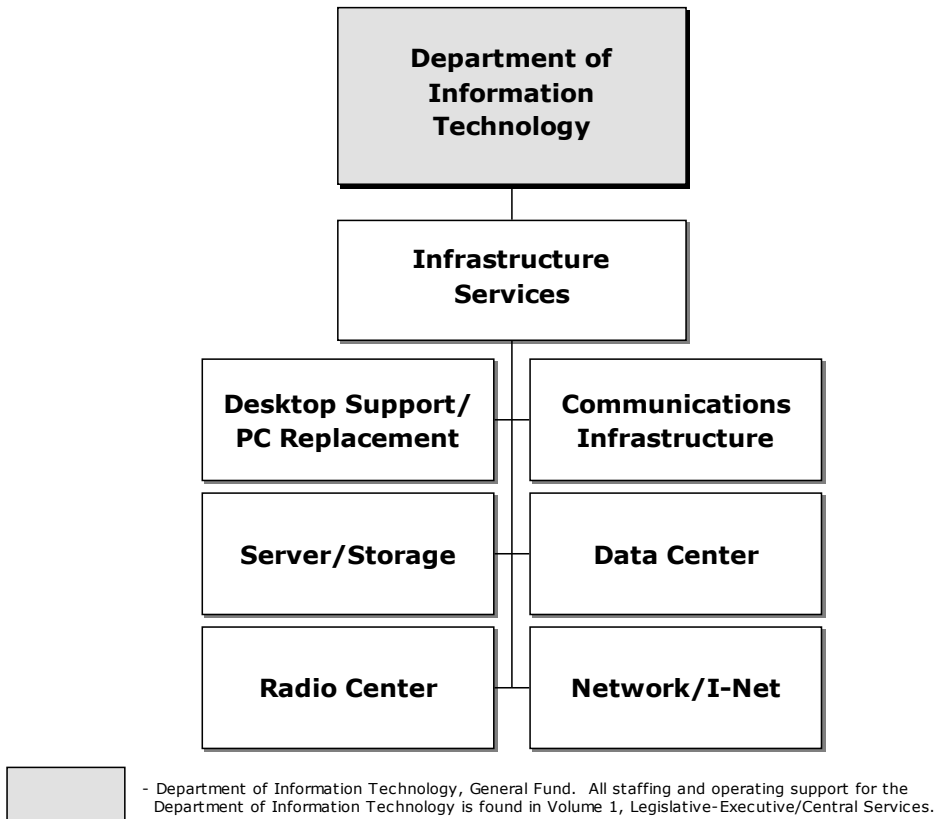 Department of
Information
Technology
Infrastructure
Services
Desktop Support/
PC Replacement
Communications
Infrastructure
Server/Storage
Data Center
Radio Center
Network/I-Net
- Department of Information Technology, General Fund.  All staffing and operating support for the
Department of Information Technology is found in Volume 1, Legislative-Executive/Central Services.